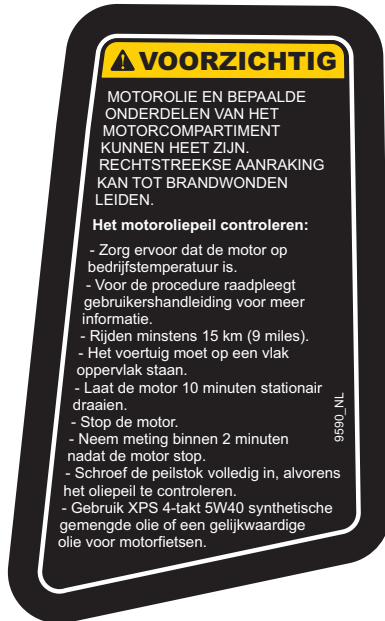 VOORZICHTIG
MOTOROLIE EN BEPAALDE
ONDERDELEN VAN HET
MOTORCOMPARTIMENT
KUNNEN HEET ZIJN.
RECHTSTREEKSE AANRAKING
KAN TOT BRANDWONDEN
LEIDEN.
Het motoroliepeil controleren:
- Zorg ervoor dat de motor op
bedrijfstemperatuur is.
- Voor de procedure raadpleegt
gebruikershandleiding voor meer
informatie.
- Rijden minstens 15 km (9 miles).
- Het voertuig moet op een vlak
oppervlak staan.
- Laat de motor 10 minuten stationair
draaien.
- Stop de motor.
- Neem meting binnen 2 minuten
nadat de motor stop.
- Schroef de peilstok volledig in, alvorens
het oliepeil te controleren.
- Gebruik XPS 4-takt 5W40 synthetische
gemengde olie of een gelijkwaardige
olie voor motorfietsen.
9590_NL